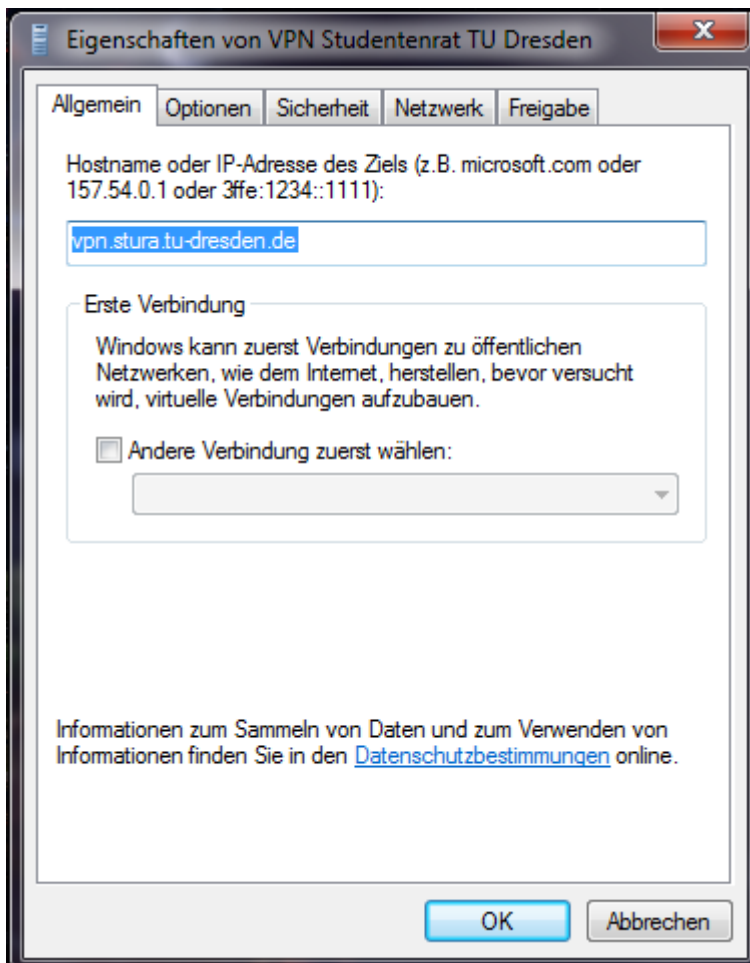 Eigenschaften von VPN Studentenrat TU Dresden
Allgemein Optionen Sicherheit Netzwerk Freigabe
Hostname oder IP-Adresse des Ziels (z.B. microsoft.com oder
157.54.0.1 oder 3ffe:1234::1111):
vpn.stura.tu-dresden.de
Erste Verbindung
Windows kann zuerst Verbindungen zu öffentlichen
Netzwerken, wie dem Internet, herstellen, bevor versucht
wird, virtuelle Verbindungen aufzubauen.
Andere Verbindung zuerst wählen:
Informationen zum Sammeln von Daten und zum Verwenden von
Informationen finden Sie in den Datenschutzbestimmungen online.
OK Abbrechen